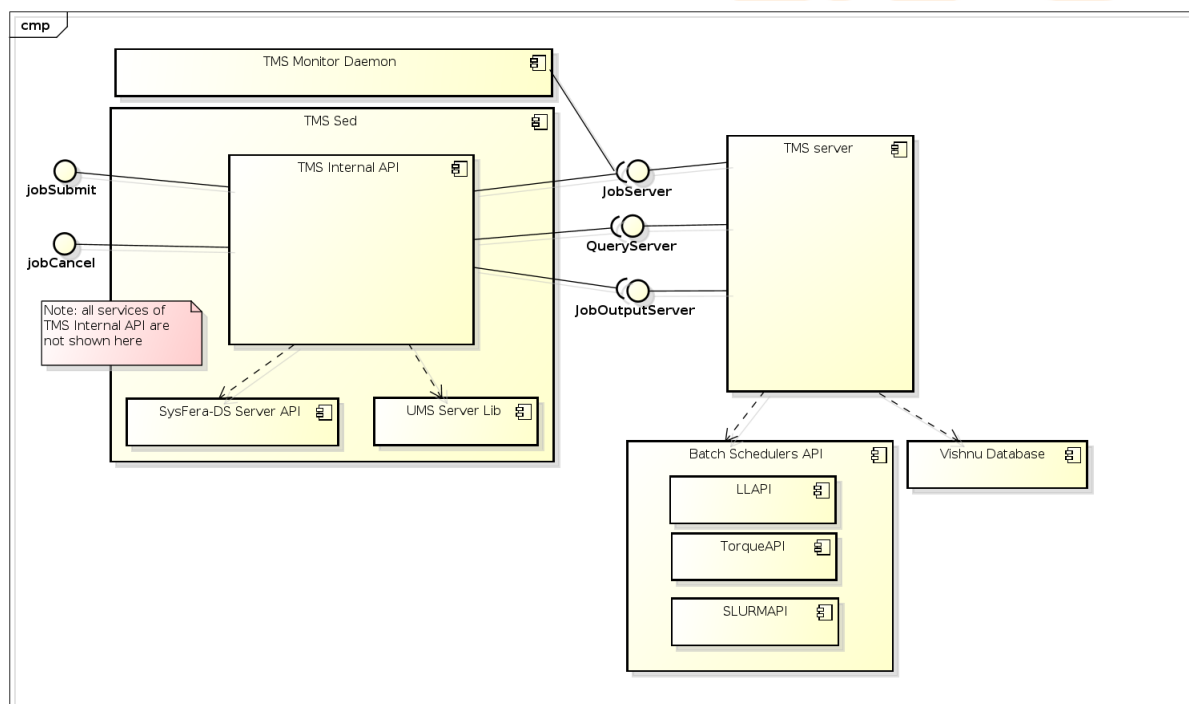 cmp
TMS Monitor Daemon
TMS Sed
TMS Internal API
TMS server
jobSubmit
JobServer
QueryServer
jobCancel
JobOutputServer
Note: all services of
TMS Internal API are
not shown here
SysFera-DS Server API
UMS Server Lib
Batch Schedulers API
Vishnu Database
LLAPI
TorqueAPI
SLURMAPI